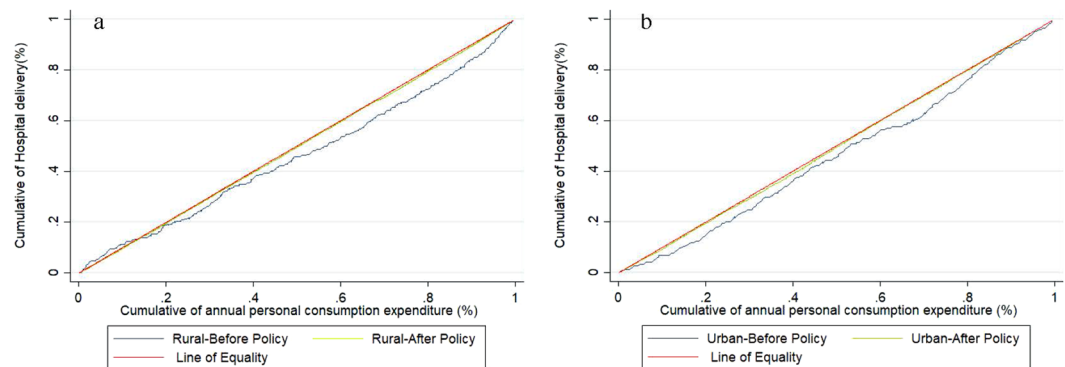 a
Cumulative of Hospital delivery(%)
1
.8
.6
.4
.2
0
0 .2 .4 .6 .8 1
Cumulative of annual personal consumption expenditure (%)
Rural-Before Policy Rural-After Policy
Line of Equality
b
Cumulative of Hospital delivery(%)
1
.8
.6
.4
.2
0
0 .2 .4 .6 .8 1
Cumulative of annual personal consumption expenditure (%)
Urban-Before Policy Urban-After Policy
Line of Equality